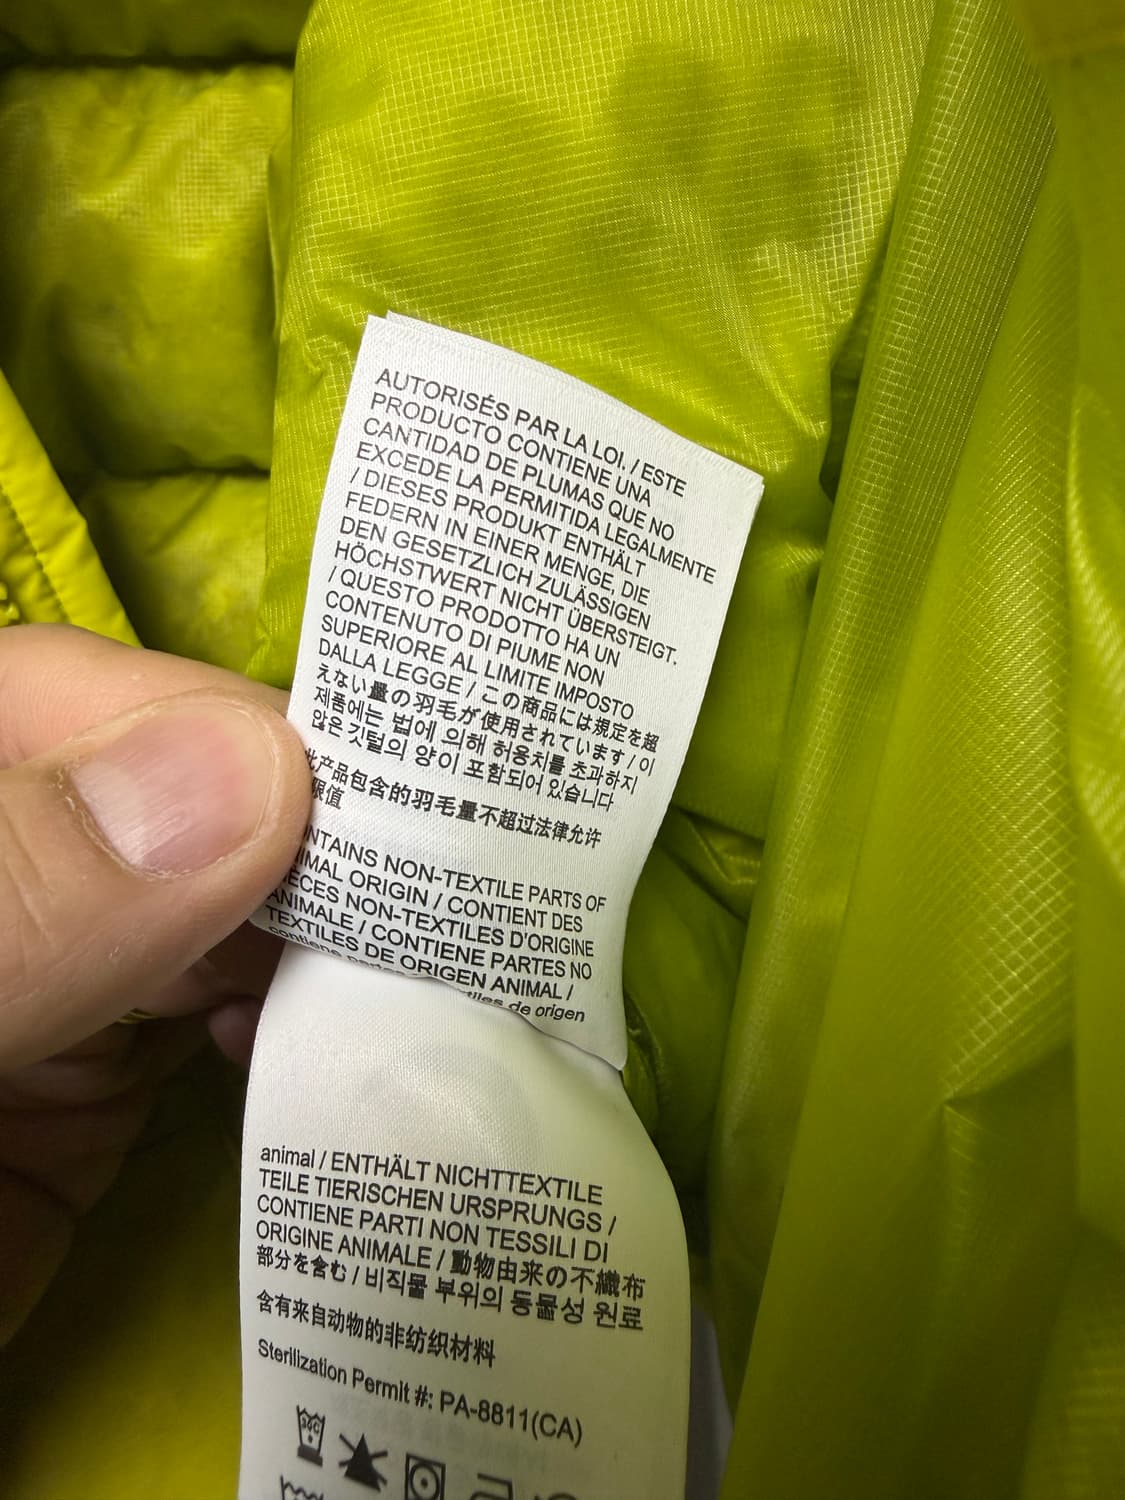 AUTORISÉS PAR LA LOI. / ESTE
PRODUCTO CONTIENE UNA
CANTIDAD DE PLUMAS QUE NO
EXCEDE LA PERMITIDA LEGALMENTE
/ DIESES PRODUKT ENTHÄLT
FEDERN IN EINER MENGE, DIE
DEN GESETZLICH ZULÄSSIGEN
HÖCHSTWERT NICHT ÜBERSTEIGT.
/ QUESTO PRODOTTO HA UN
CONTENUTO DI PIUME NON
SUPERIORE AL LIMITE IMPOSTO
DALLA LEGGE / この商品には規定を超
えない量の羽毛が使用されています / 이
제품에는 법에 의해 허용치를 초과하지
않은 깃털의 양이 포함되어 있습니다
此产品包含的羽毛量不超过法律允许
限值
NTAINS NON-TEXTILE PARTS OF
IMAL ORIGIN / CONTIENT DES
IECES NON-TEXTILES D'ORIGINE
ANIMALE / CONTIENE PARTES NO
TEXTILES DE ORIGEN ANIMAL /
contiene de origen
animal / ENTHÄLT NICHTTEXTILE
TEILE TIERISCHEN URSPRUNGS /
CONTIENE PARTI NON TESSILI DI
ORIGINE ANIMALE / 動物由来の不織布
部分を含む / 비직물 부위의 동물성 원료
含有来自动物的非纺织材料
Sterilization Permit #: PA-8811(CA)
30C